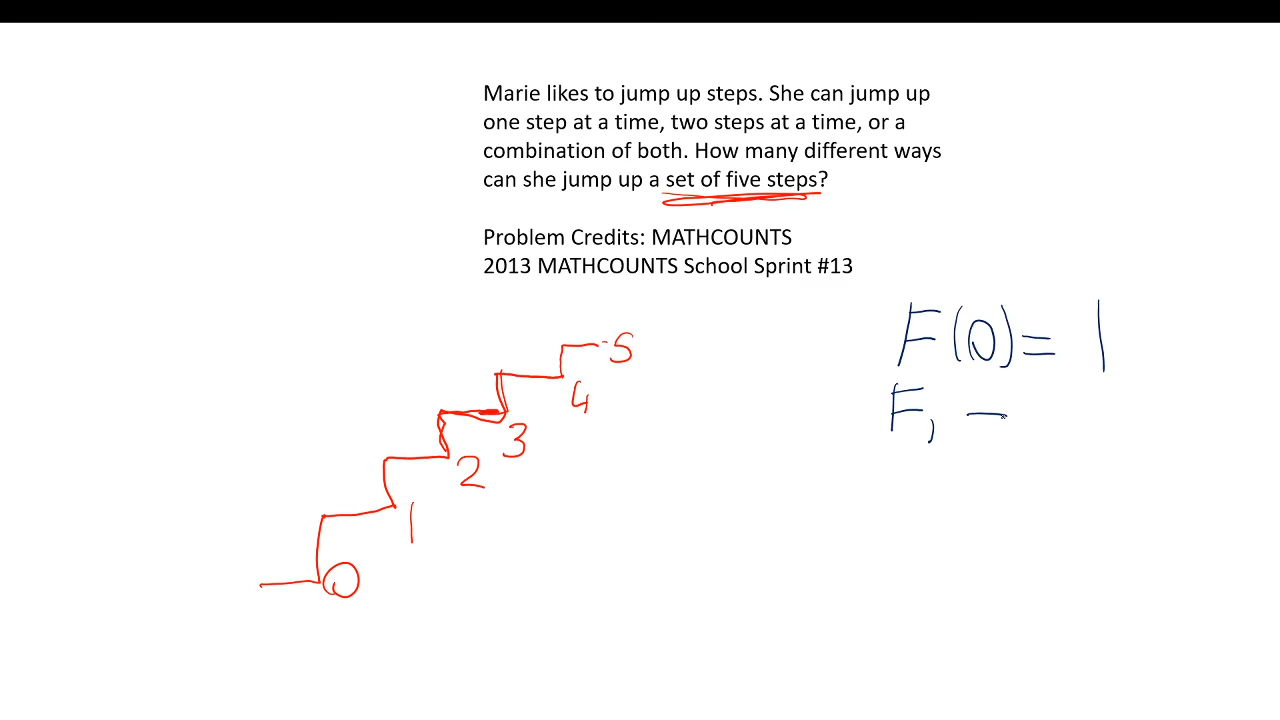 Marie likes to jump up steps. She can jump up
one step at a time, two steps at a time, or a
combination of both. How many different ways
can she jump up a set of five steps?
Problem Credits: MATHCOUNTS
2013 MATHCOUNTS School Sprint #13
F(0) = 1
F₁ –
5
4
3
2
1
0